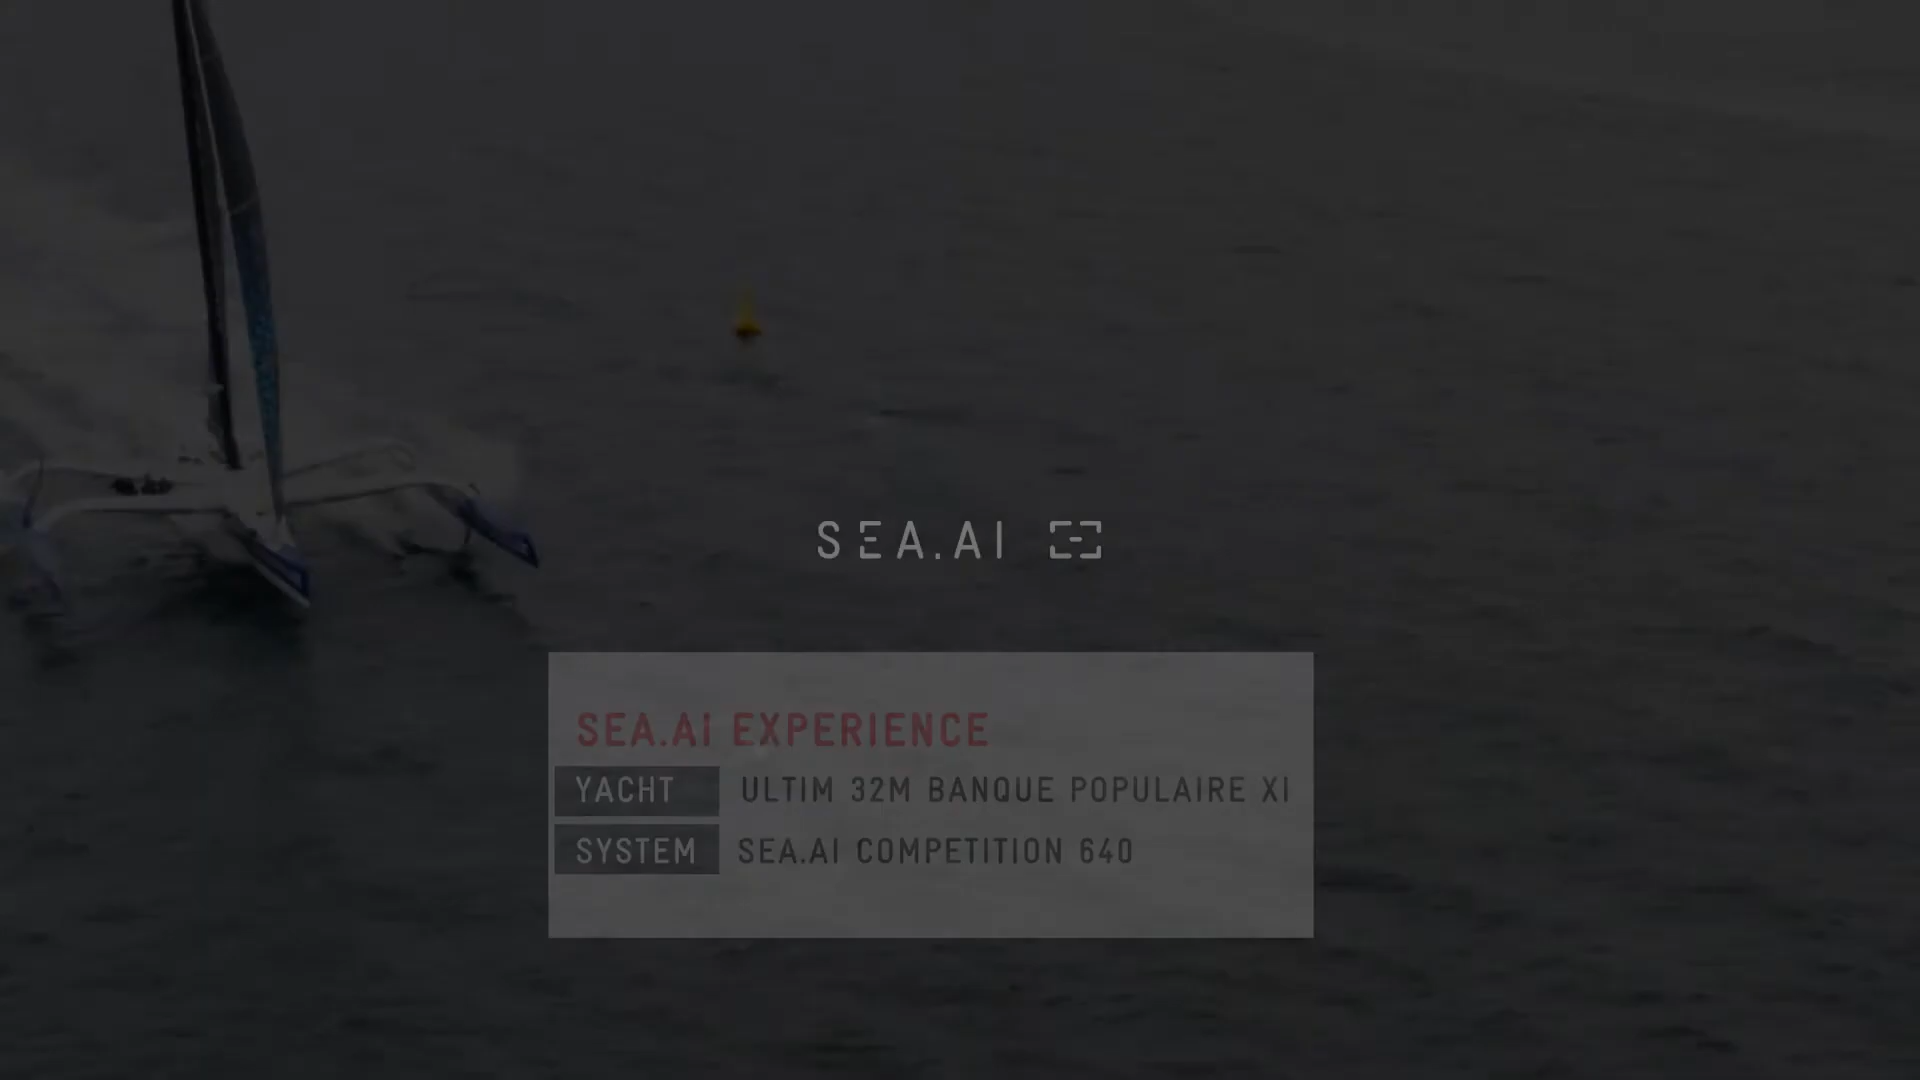 SEA.AI
SEA.AI EXPERIENCE
YACHT ULTIM 32M BANQUE POPULAIRE XI
SYSTEM SEA.AI COMPETITION 640